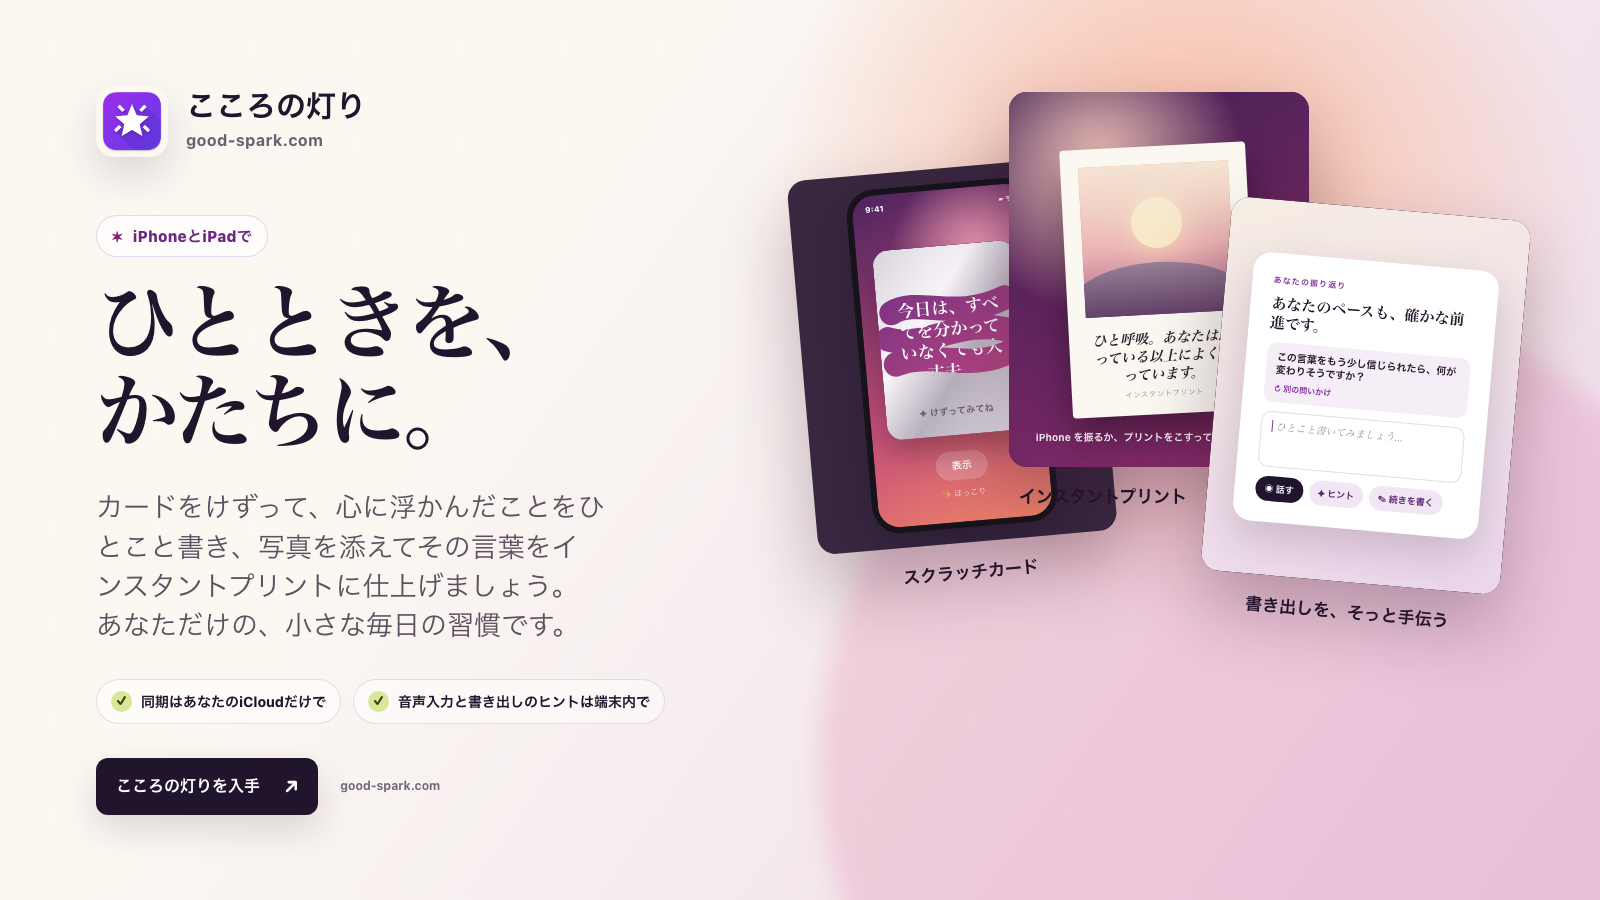 こころの灯り
good-spark.com
iPhoneとiPadで
ひとときを、
かたちに。
カードをけずって、心に浮かんだことをひ
とこと書き、写真を添えてその言葉をイ
ンスタントプリントに仕上げましょう。
あなただけの、小さな毎日の習慣です。
同期はあなたのiCloudだけで
音声入力と書き出しのヒントは端末内で
こころの灯りを入手
good-spark.com
9:41
今日は、すべ
てを分かって
いなくても大
丈夫
けずってみてね
表示
ほっこり
スクラッチカード
ひと呼吸。あなたは
っている以上によく
っています。
インスタントプリント
iPhone を振るか、プリントをこすって
インスタントプリント
あなたの振り返り
あなたのペースも、確かな前
進です。
この言葉をもう少し信じられたら、何が
変わりそうですか？
別の問いかけ
ひとこと書いてみましょう...
話す
ヒント
続きを書く
書き出しを、そっと手伝う